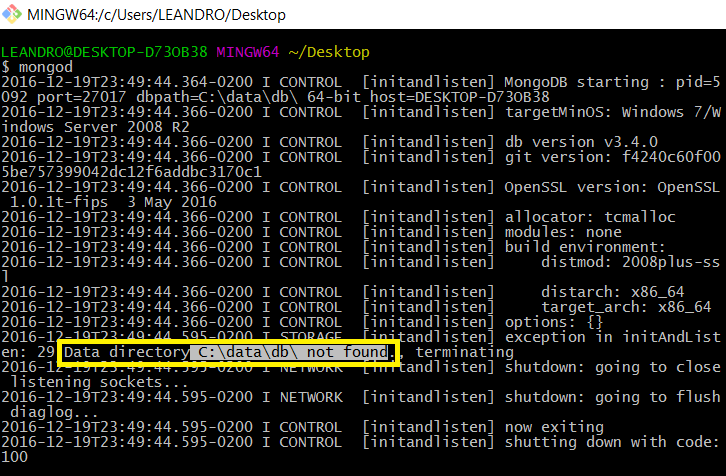 MINGW64:/c/Users/LEANDRO/Desktop
LEANDRO@DESKTOP-D73OB38 MINGW64 ~/Desktop
$ mongod
2016-12-19T23:49:44.364-0200 I CONTROL  [initandlisten] MongoDB starting : pid=5
092 port=27017 dbpath=C:\data\db\ 64-bit host=DESKTOP-D73OB38
2016-12-19T23:49:44.366-0200 I CONTROL  [initandlisten] targetMinOS: Windows 7/W
indows Server 2008 R2
2016-12-19T23:49:44.366-0200 I CONTROL  [initandlisten] db version v3.4.0
2016-12-19T23:49:44.366-0200 I CONTROL  [initandlisten] git version: f4240c60f00
5be757399042dc12f6addbc3170c1
2016-12-19T23:49:44.366-0200 I CONTROL  [initandlisten] OpenSSL version: OpenSSL
 1.0.1t-fips  3 May 2016
2016-12-19T23:49:44.366-0200 I CONTROL  [initandlisten] allocator: tcmalloc
2016-12-19T23:49:44.366-0200 I CONTROL  [initandlisten] modules: none
2016-12-19T23:49:44.366-0200 I CONTROL  [initandlisten] build environment:
2016-12-19T23:49:44.366-0200 I CONTROL  [initandlisten]     distmod: 2008plus-ss
l
2016-12-19T23:49:44.366-0200 I CONTROL  [initandlisten]     distarch: x86_64
2016-12-19T23:49:44.366-0200 I CONTROL  [initandlisten]     target_arch: x86_64
2016-12-19T23:49:44.366-0200 I CONTROL  [initandlisten] options: {}
2016-12-19T23:49:44.595-0200 I STORAGE  [initandlisten] exception in initAndList
en: 29 Data directory C:\data\db\ not found., terminating
2016-12-19T23:49:44.595-0200 I NETWORK  [initandlisten] shutdown: going to close
 listening sockets...
2016-12-19T23:49:44.595-0200 I NETWORK  [initandlisten] shutdown: going to flush
 diaglog...
2016-12-19T23:49:44.595-0200 I CONTROL  [initandlisten] now exiting
2016-12-19T23:49:44.595-0200 I CONTROL  [initandlisten] shutting down with code:
100